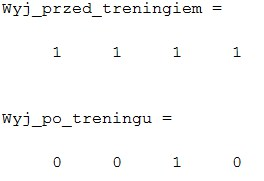 Wyj_przed_treningiem =
1 1 1 1
Wyj_po_treningu =
0 0 1 0